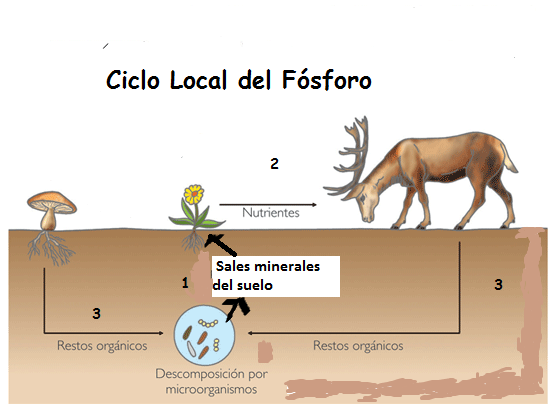 Ciclo Local del Fósforo
2
Nutrientes
Sales minerales
del suelo
1
3
3
Restos orgánicos
Restos orgánicos
Descomposición por
microorganismos